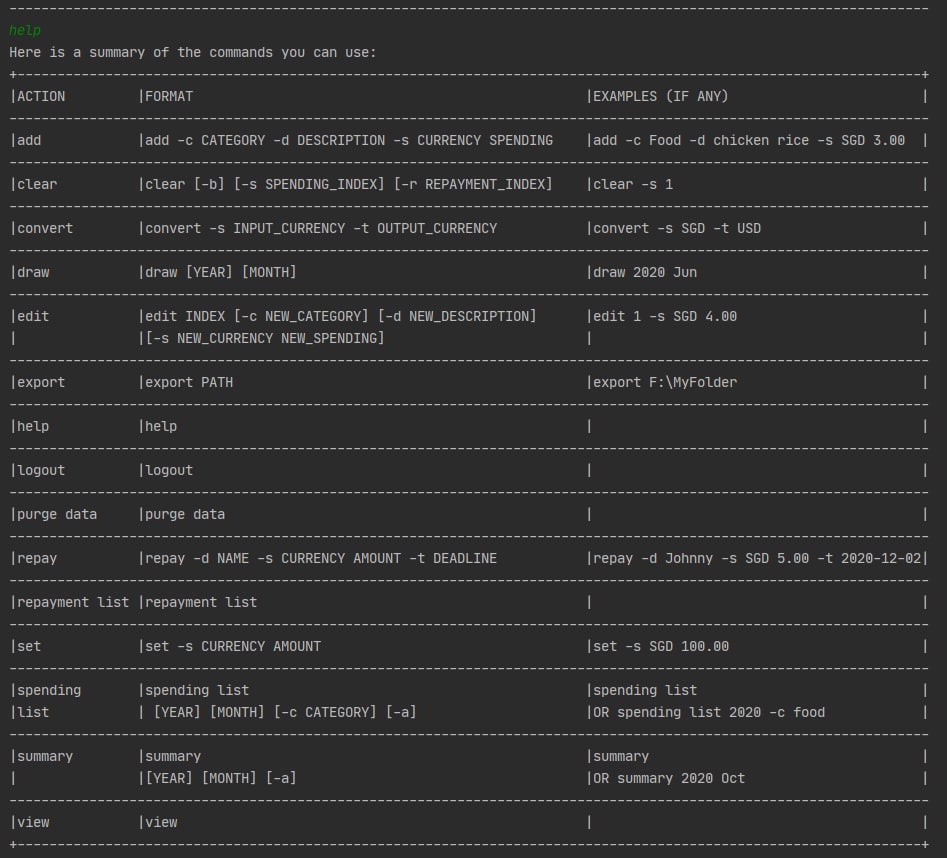 help
Here is a summary of the commands you can use:
|ACTION |FORMAT |EXAMPLES (IF ANY) |
|add |add -c CATEGORY -d DESCRIPTION -s CURRENCY SPENDING |add -c Food -d chicken rice -s SGD 3.00 |
|clear |clear [-b] [-s SPENDING_INDEX] [-r REPAYMENT_INDEX] |clear -s 1 |
|convert |convert -s INPUT_CURRENCY -t OUTPUT_CURRENCY |convert -s SGD -t USD |
|draw |draw [YEAR] [MONTH] |draw 2020 Jun |
|edit |edit INDEX [-c NEW_CATEGORY] [-d NEW_DESCRIPTION] |edit 1 -s SGD 4.00 |
| |[-s NEW_CURRENCY NEW_SPENDING] | |
|export |export PATH |export F:\MyFolder |
|help |help | |
|logout |logout | |
|purge data |purge data | |
|repay |repay -d NAME -s CURRENCY AMOUNT -t DEADLINE |repay -d Johnny -s SGD 5.00 -t 2020-12-02|
|repayment list |repayment list | |
|set |set -s CURRENCY AMOUNT |set -s SGD 100.00 |
|spending |spending list |spending list |
|list | [YEAR] [MONTH] [-c CATEGORY] [-a] |OR spending list 2020 -c food |
|summary |summary |summary |
| |[YEAR] [MONTH] [-a] |OR summary 2020 Oct |
|view |view | |